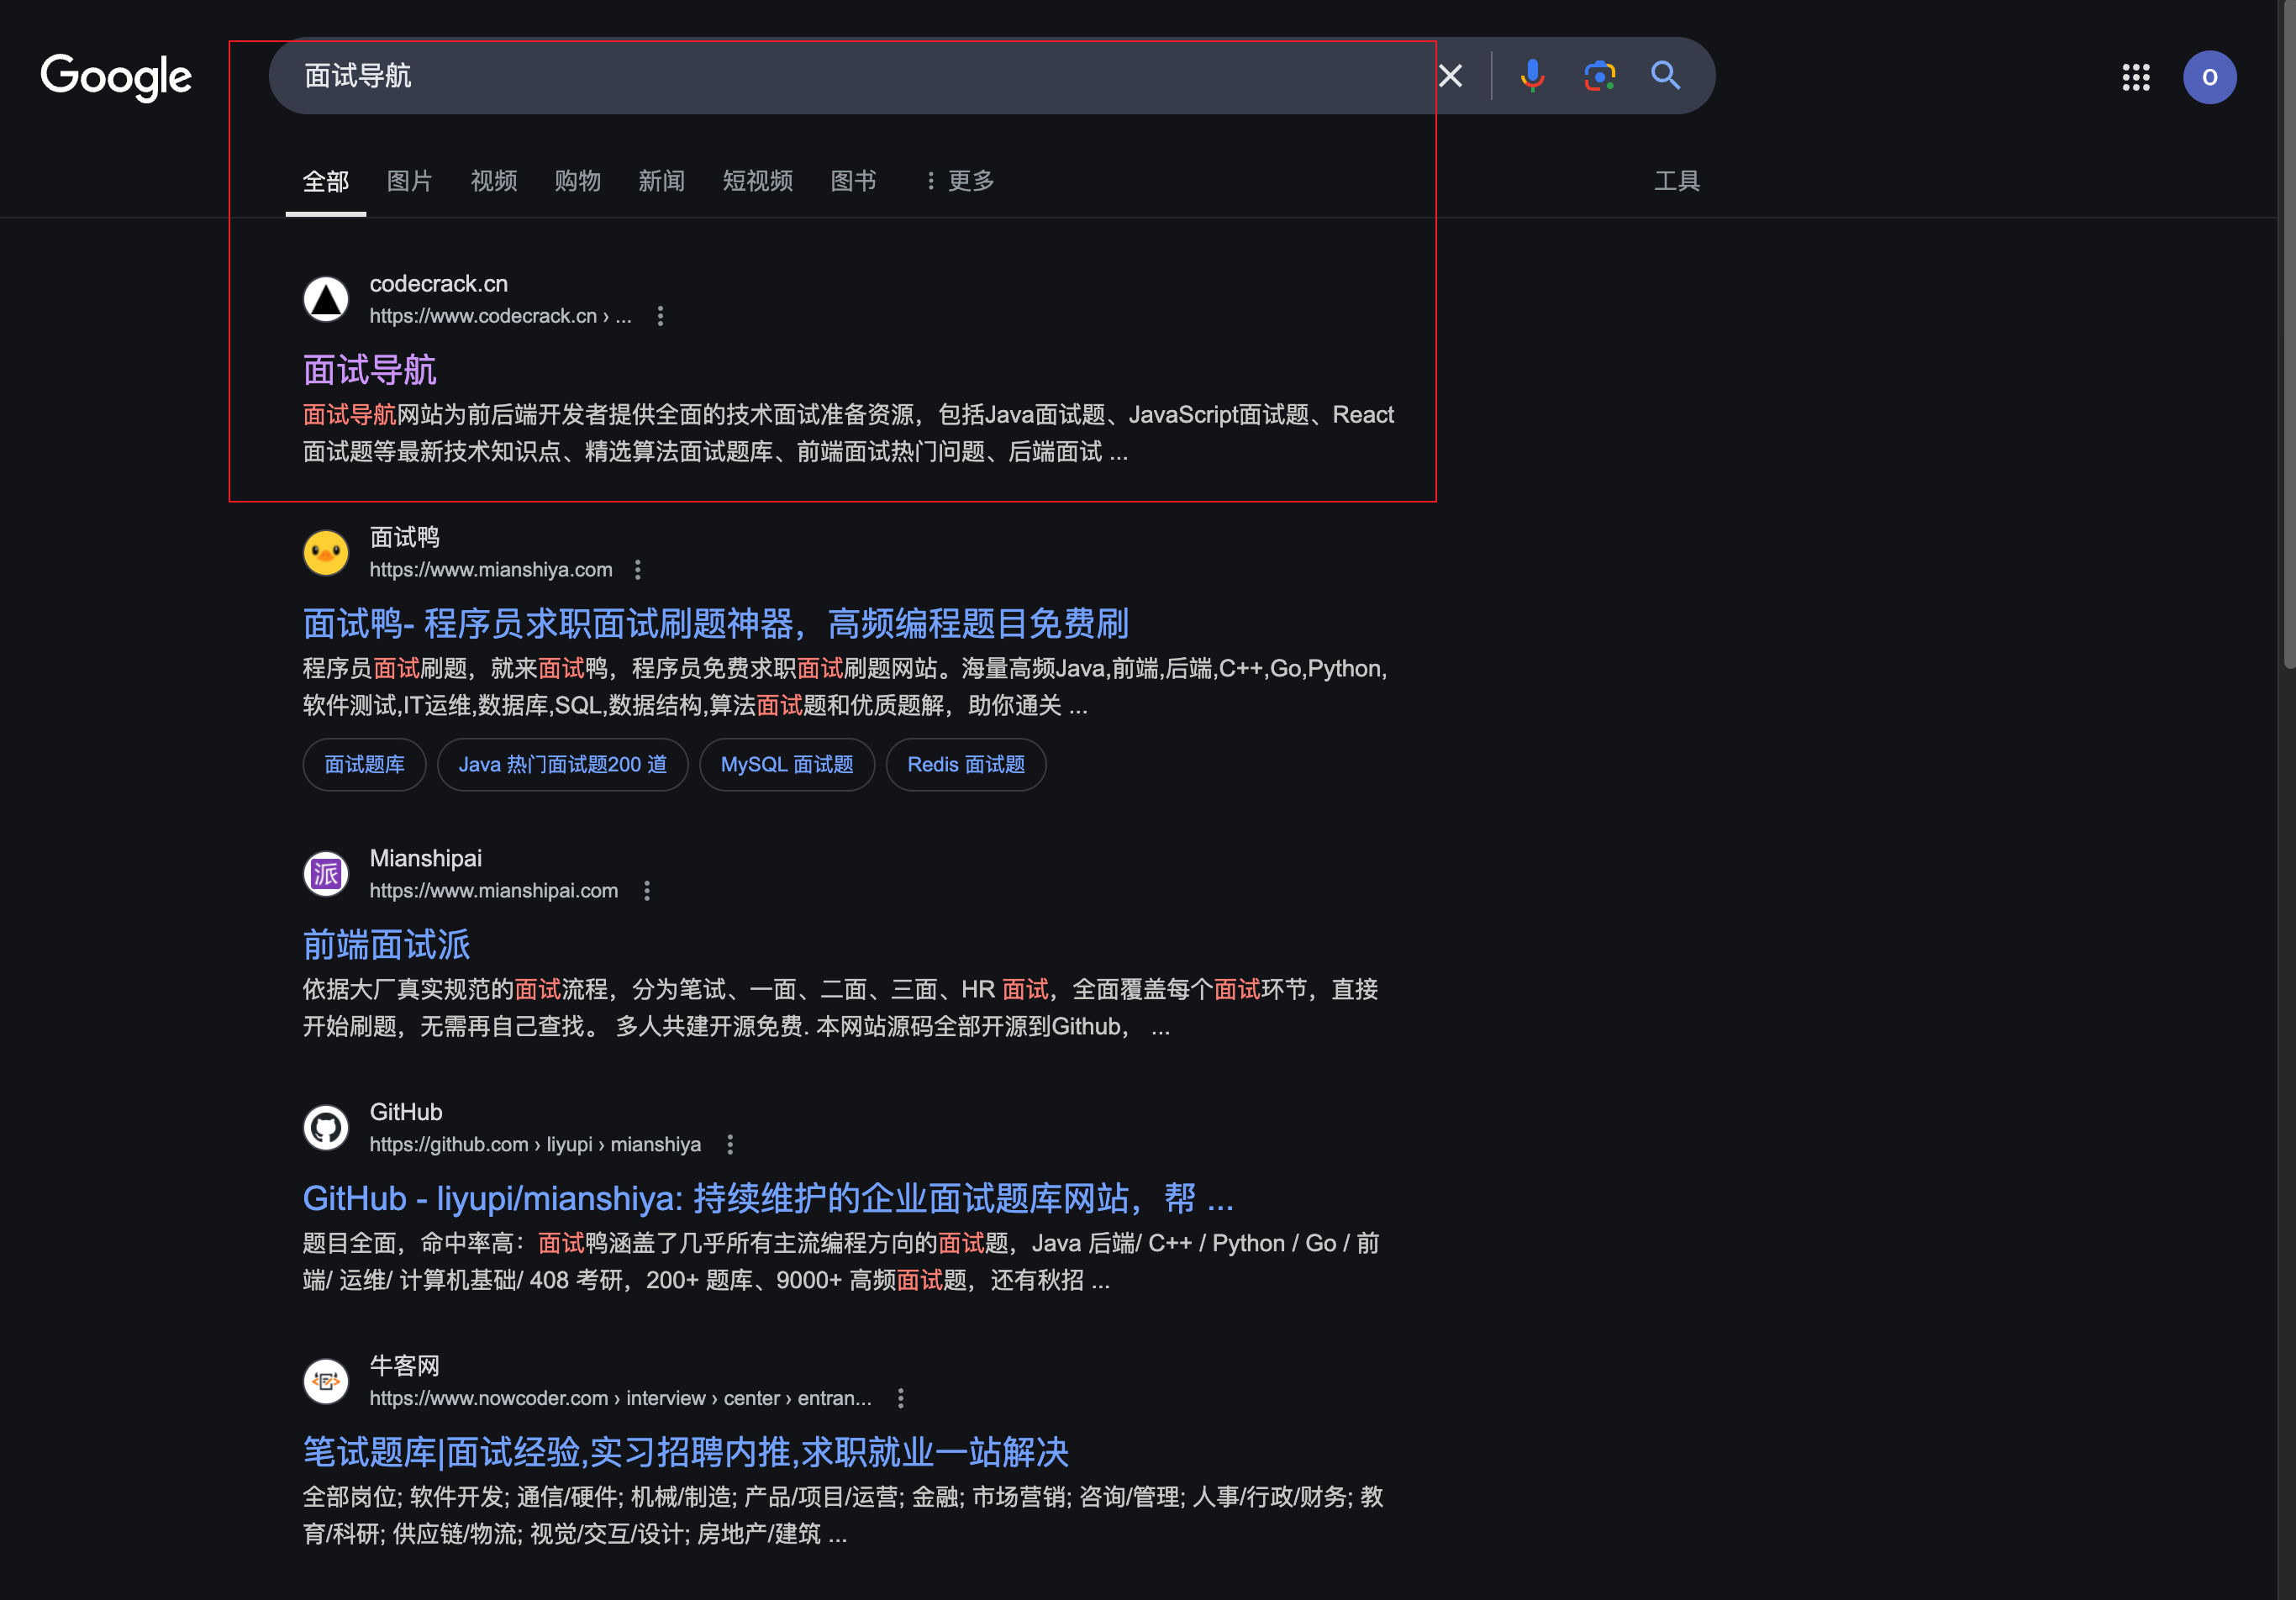 Google
面试导航
O
全部 图片 视频 购物 新闻 短视频 图书 更多 工具
codecrack.cn
https://www.codecrack.cn › ...
面试导航
面试导航网站为前后端开发者提供全面的技术面试准备资源，包括Java面试题、JavaScript面试题、React
面试题等最新技术知识点、精选算法面试题库、前端面试热门问题、后端面试 ...
面试鸭
https://www.mianshiya.com
面试鸭- 程序员求职面试刷题神器，高频编程题目免费刷
程序员面试刷题，就来面试鸭，程序员免费求职面试刷题网站。海量高频Java,前端,后端,C++,Go,Python,
软件测试,IT运维,数据库,SQL,数据结构,算法面试题和优质题解，助你通关 ...
面试题库 Java 热门面试题200 道 MySQL 面试题 Redis 面试题
派
Mianshipai
https://www.mianshipai.com
前端面试派
依据大厂真实规范的面试流程，分为笔试、一面、二面、三面、HR 面试，全面覆盖每个面试环节，直接
开始刷题，无需再自己查找。 多人共建开源免费. 本网站源码全部开源到Github， ...
GitHub
https://github.com › liyupi › mianshiya
GitHub - liyupi/mianshiya: 持续维护的企业面试题库网站，帮 ...
题目全面，命中率高：面试鸭涵盖了几乎所有主流编程方向的面试题，Java 后端/ C++ / Python / Go / 前
端/ 运维/ 计算机基础/ 408 考研，200+ 题库、9000+ 高频面试题，还有秋招 ...
牛客网
https://www.nowcoder.com › interview › center › entran...
笔试题库|面试经验,实习招聘内推,求职就业一站解决
全部岗位; 软件开发; 通信/硬件; 机械/制造; 产品/项目/运营; 金融; 市场营销; 咨询/管理; 人事/行政/财务; 教
育/科研; 供应链/物流; 视觉/交互/设计; 房地产/建筑 ...